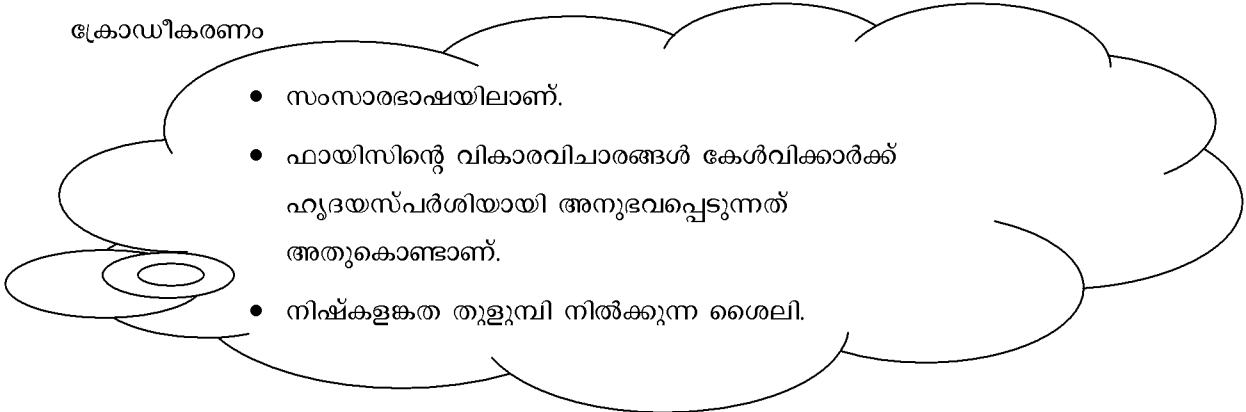 ക്രോഡീകരണം
• സംസാരഭാഷയിലാണ്.
• ഫായിസിന്റെ വികാരവിചാരങ്ങൾ കേൾവിക്കാർക്ക്
ഹൃദയസ്പർശിയായി അനുഭവപ്പെടുന്നത്
അതുകൊണ്ടാണ്.
• നിഷ്കളങ്കത തുളുമ്പി നിൽക്കുന്ന ശൈലി.